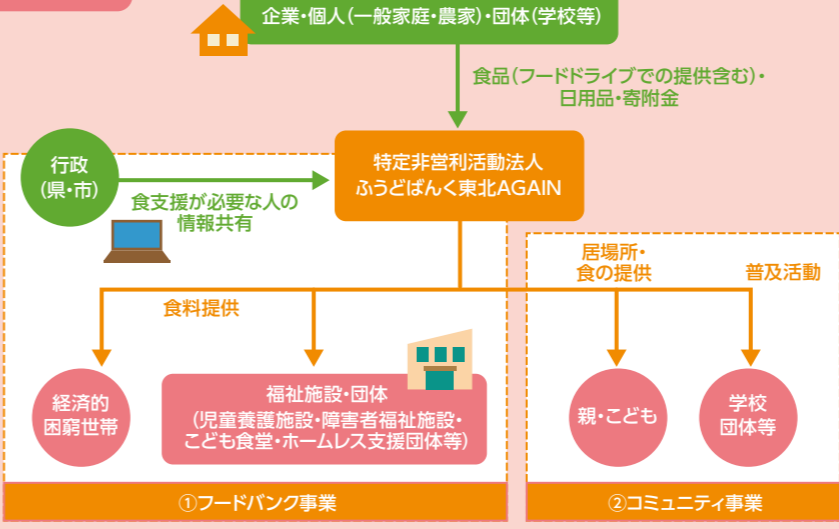 企業・個人(一般家庭・農家)・団体(学校等)
食品(フードドライブでの提供含む)・
日用品・寄附金
行政
(県・市)
特定非営利活動法人
ふうどばんく東北AGAIN
食支援が必要な人の
情報共有
居場所・
食の提供
普及活動
食料提供
経済的
困窮世帯
福祉施設・団体
(児童養護施設・障害者福祉施設・
こども食堂・ホームレス支援団体等)
親・こども
学校
団体等
①フードバンク事業
②コミュニティ事業